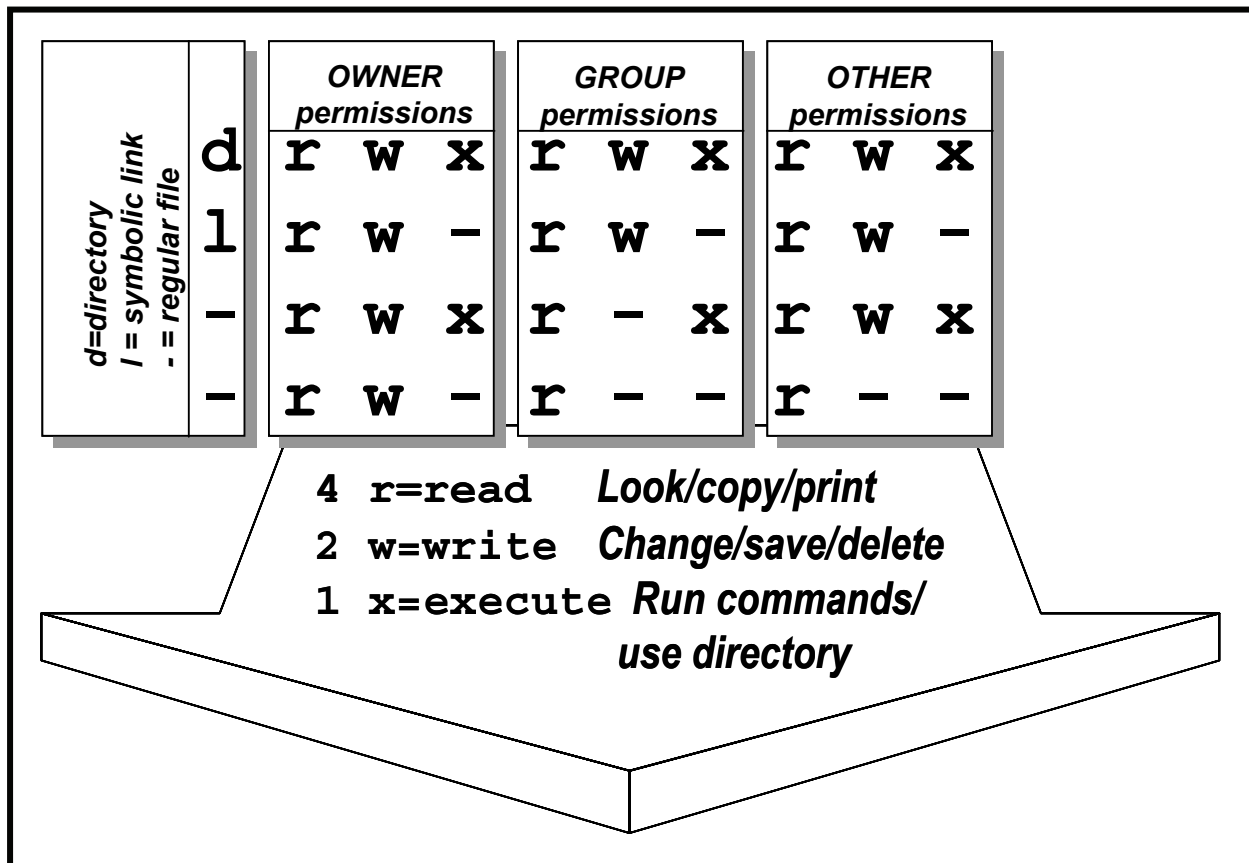 d=directory
l = symbolic link
- = regular file
OWNER
permissions
GROUP
permissions
OTHER
permissions
d r w x r w x r w x
l r w - r w - r w -
- r w x r - x r w x
- r w - r - - r - -
4 r=read Look/copy/print
2 w=write Change/save/delete
1 x=execute Run commands/
use directory